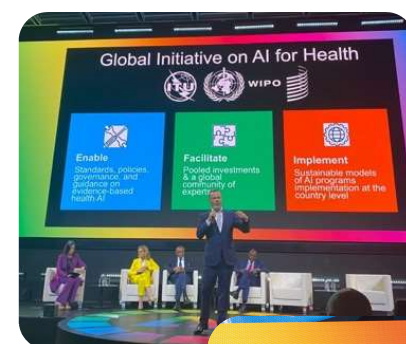 Global Initiative on AI for Health
ITU
WIPO
Enable
Standards, policies,
governance, and
guidance on
evidence-based
health AI
Facilitate
Pooled investments
& a global
community of
experts
Implement
Sustainable models
of AI programs
implementation at the
country level